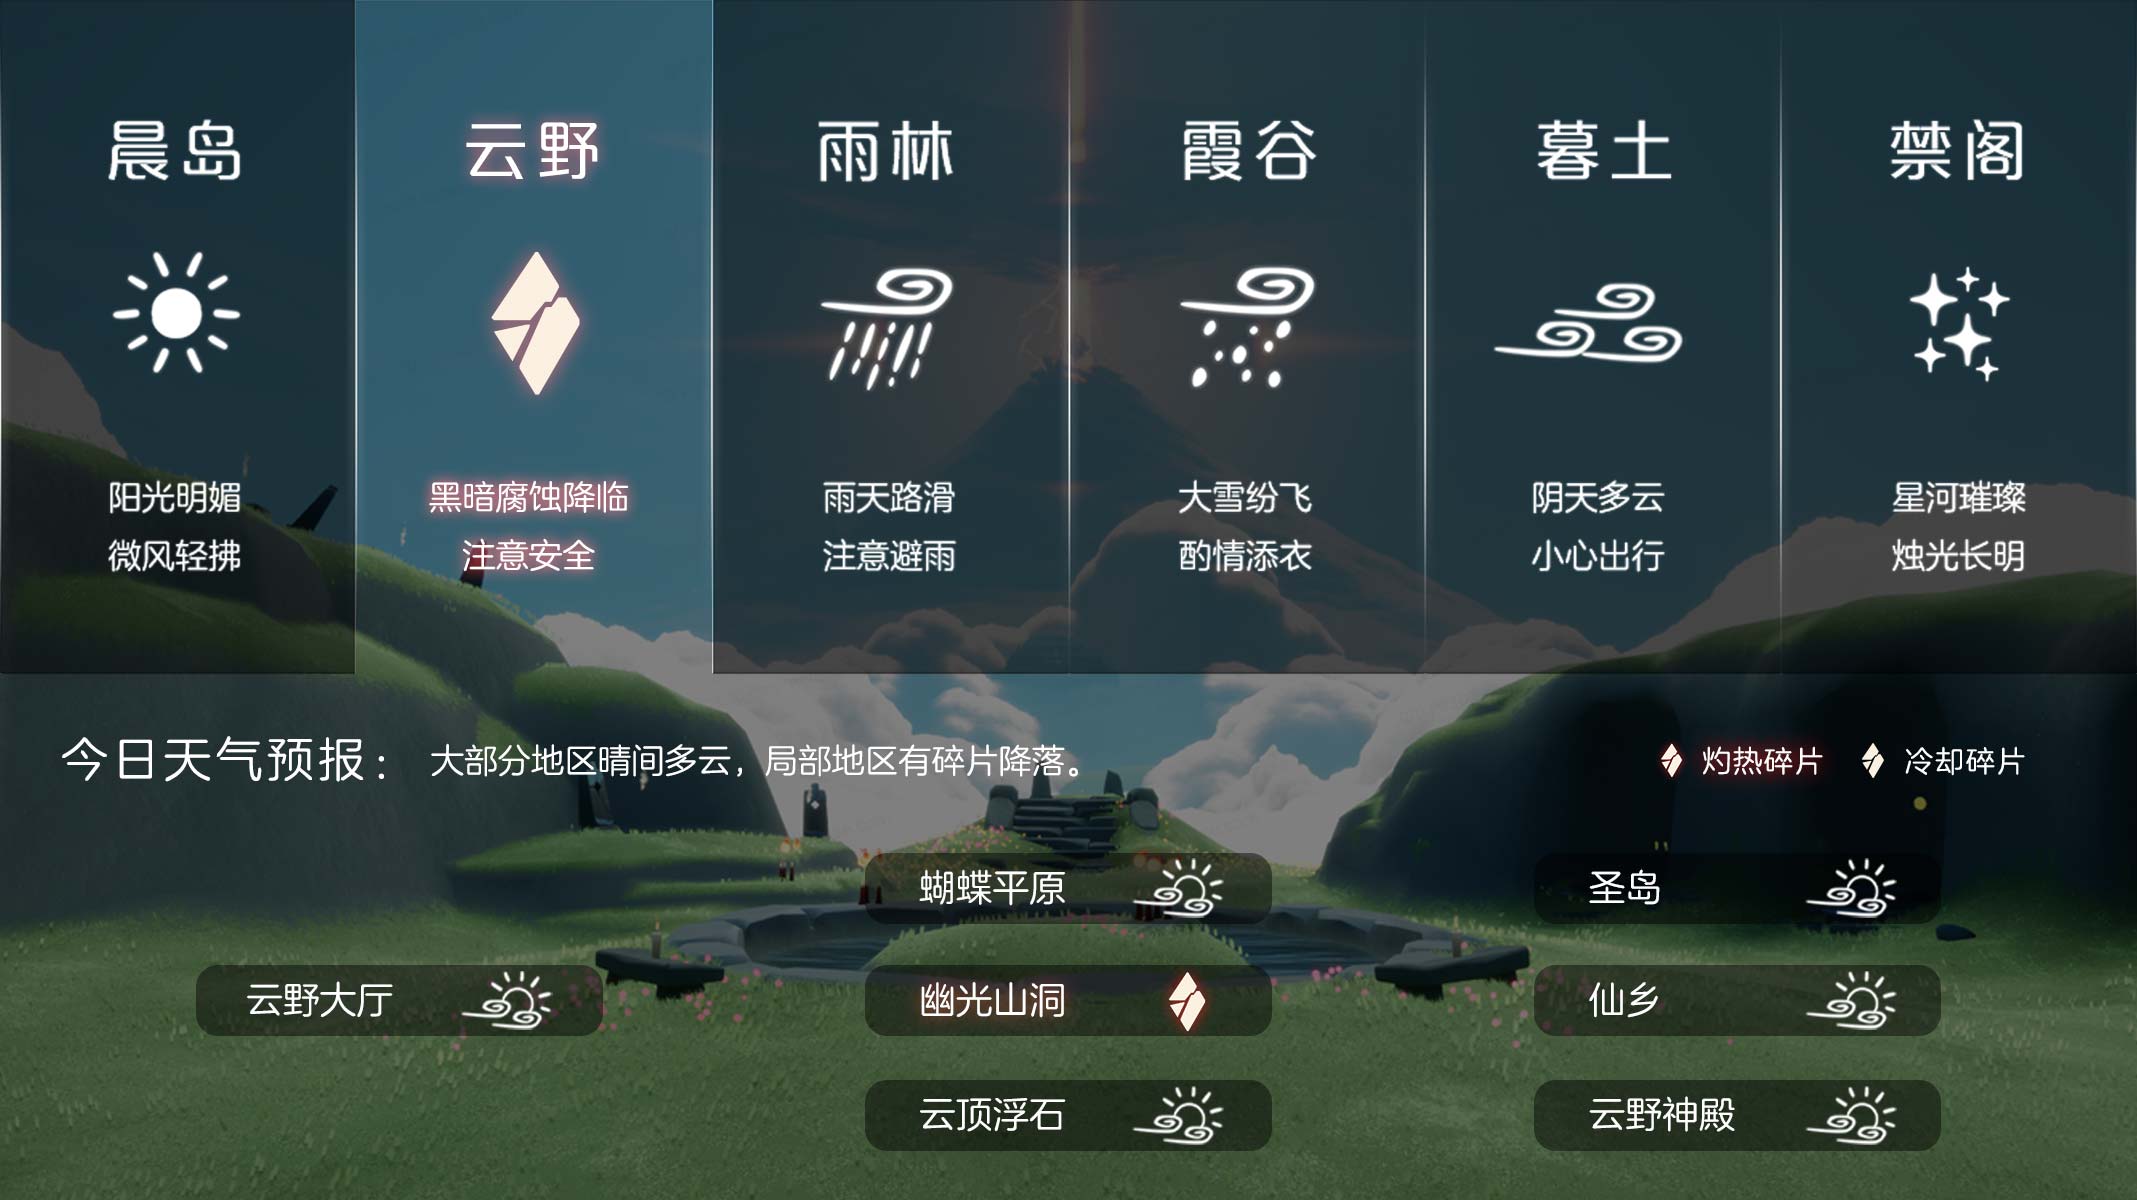 晨岛
云野
雨林
霞谷
暮土
禁阁
阳光明媚
微风轻拂
黑暗腐蚀降临
注意安全
雨天路滑
注意避雨
大雪纷飞
酌情添衣
阴天多云
小心出行
星河璀璨
烛光长明
今日天气预报：
大部分地区晴间多云，局部地区有碎片降落。
灼热碎片
冷却碎片
云野大厅
蝴蝶平原
幽光山洞
云顶浮石
圣岛
仙乡
云野神殿